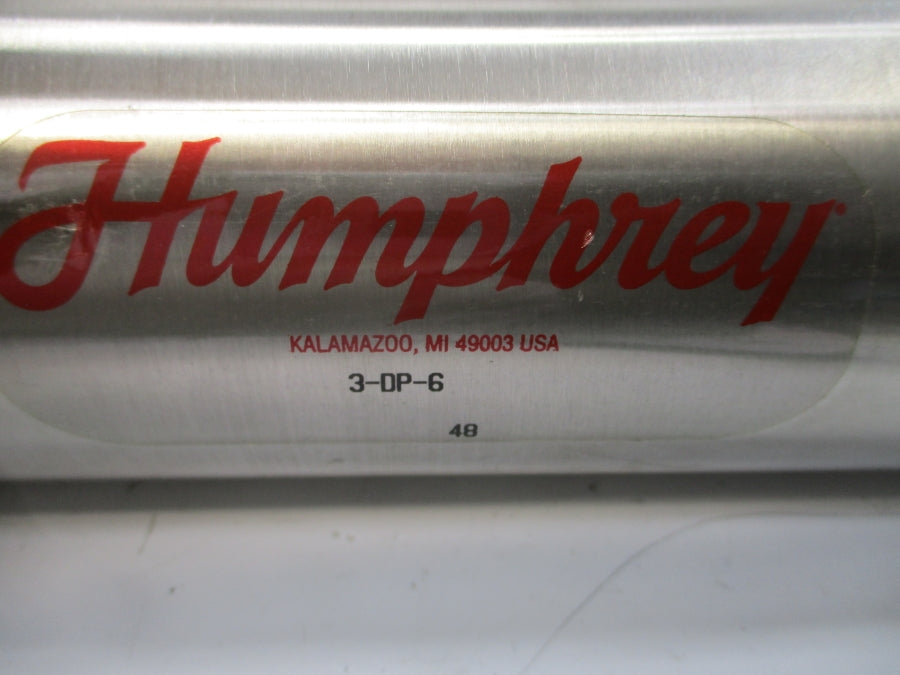 Humphrey
KALAMAZOO, MI 49003 USA
3-DP-6
48